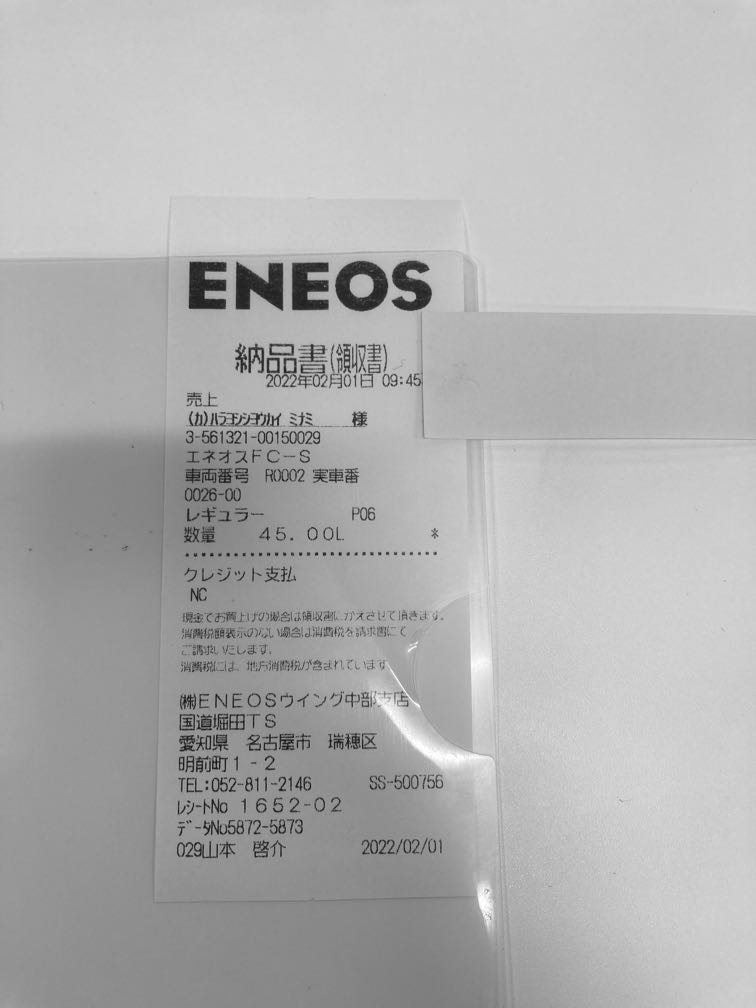 ENEOS
納品書(領収書)
2022年02月01日 09:45
売上
(カ)ハラヨシシヨウカイ ミナミ 様
3-561321-00150029
エネオスFC-S
車両番号 R0002 実車番
0026-00
レギュラー P06
数量 45.00L *
クレジット支払
NC
現金でお買上げの場合は領収書にかえさせて頂きます。
消費税額表示のない場合は消費税を請求書にて
ご請求いたします。
消費税には、地方消費税が含まれています。
(株)ENEOSウイング中部支店
国道堀田TS
愛知県 名古屋市 瑞穂区
明前町1-2
TEL:052-811-2146 SS-500756
レシートNo 1652-02
データNo5872-5873
029山本 啓介 2022/02/01